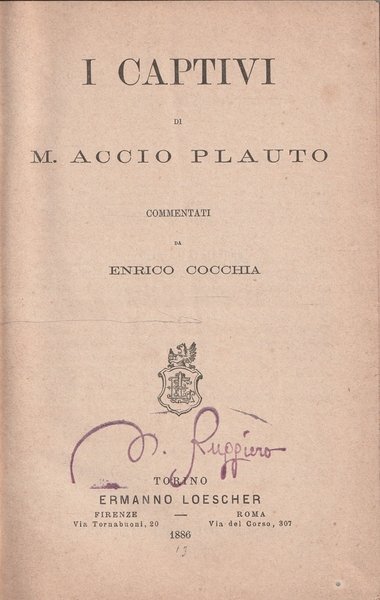 I CAPTIVI
DI
M. ACCIO PLAUTO
COMMENTATI
DA
ENRICO COCCHIA
Ruggiero
TORINO
ERMANNO LOESCHER
FIRENZE — ROMA
Via Tornabuoni, 20 Via del Corso, 307
1886
13